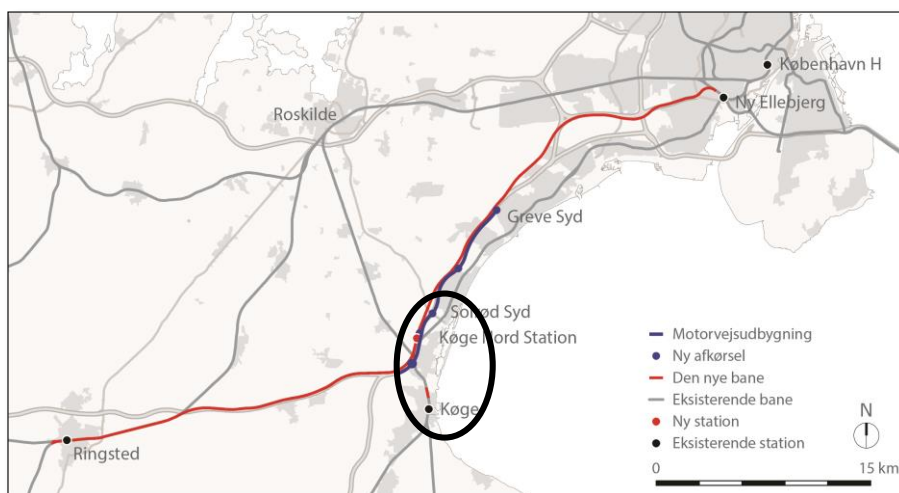 København H
Ny Ellebjerg
Roskilde
Greve Syd
Solrød Syd
Køge Nord Station
Køge
Ringsted
Motorvejsudbygning
Ny afkørsel
Den nye bane
Eksisterende bane
Ny station
Eksisterende station
N
0 15 km